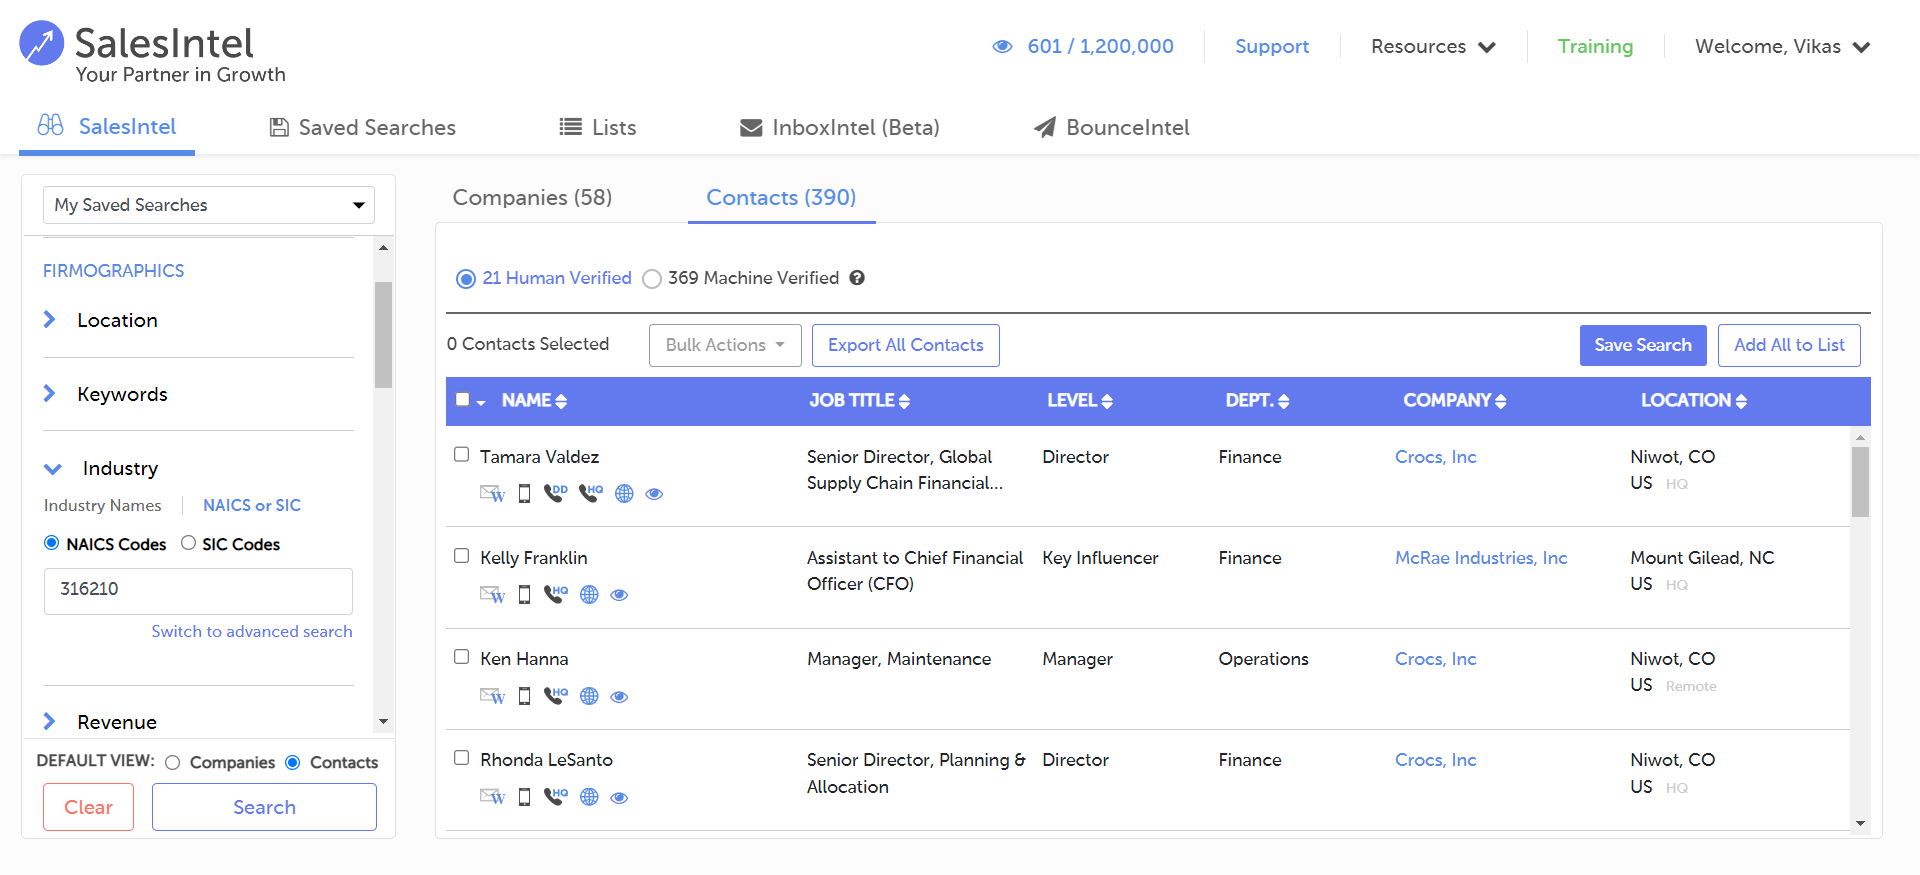 SalesIntel
Your Partner in Growth
601 / 1,200,000
Support
Resources
Training
Welcome, Vikas
SalesIntel
Saved Searches
Lists
InboxIntel (Beta)
BounceIntel
My Saved Searches
FIRMOGRAPHICS
Location
Keywords
Industry
Industry Names
NAICS or SIC
NAICS Codes
SIC Codes
316210
Switch to advanced search
Revenue
DEFAULT VIEW:
Companies
Contacts
Clear
Search
Companies (58)
Contacts (390)
21 Human Verified
369 Machine Verified
?
0 Contacts Selected
Bulk Actions
Export All Contacts
Save Search
Add All to List
NAME
JOB TITLE
LEVEL
DEPT.
COMPANY
LOCATION
Tamara Valdez
W
DD
HQ
Senior Director, Global
Supply Chain Financial...
Director
Finance
Crocs, Inc
Niwot, CO
US HQ
Kelly Franklin
W
HQ
Assistant to Chief Financial
Officer (CFO)
Key Influencer
Finance
McRae Industries, Inc
Mount Gilead, NC
US HQ
Ken Hanna
W
HQ
Manager, Maintenance
Manager
Operations
Crocs, Inc
Niwot, CO
US Remote
Rhonda LeSanto
W
HQ
Senior Director, Planning &
Allocation
Director
Finance
Crocs, Inc
Niwot, CO
US HQ